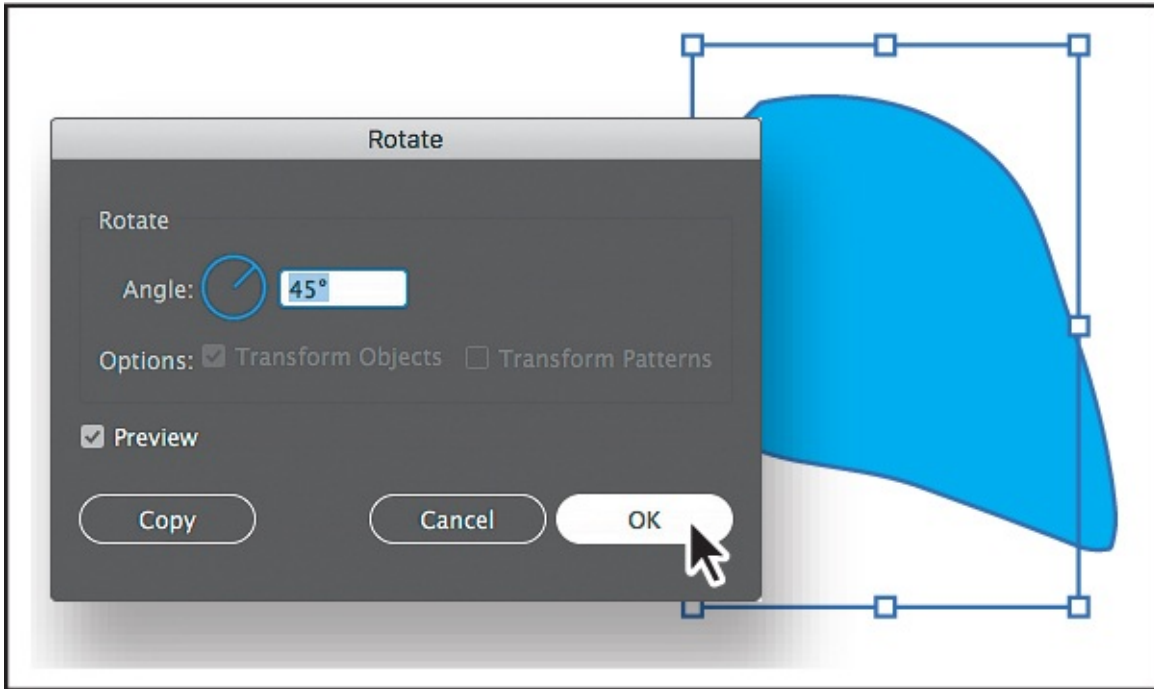 Rotate
Rotate
Angle: 45°
Options: Transform Objects Transform Patterns
Preview
Copy Cancel OK